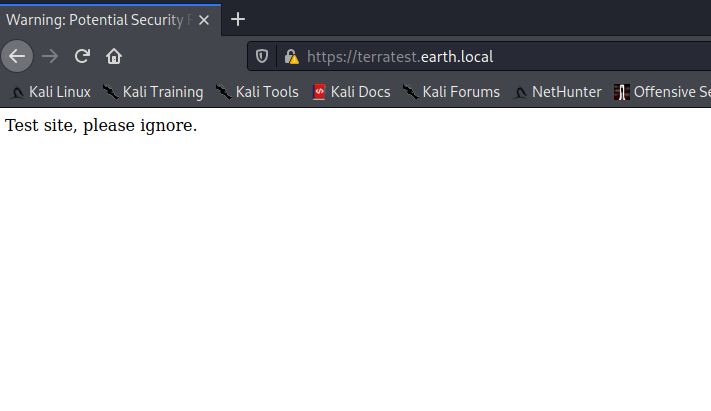 Warning: Potential Security
https://terratest.earth.local
Kali Linux Kali Training Kali Tools Kali Docs Kali Forums NetHunter Offensive Se
Test site, please ignore.